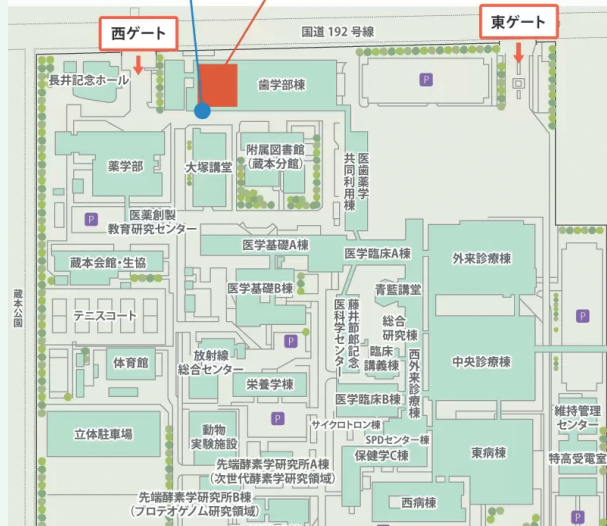 国道 192 号線
西ゲート
東ゲート
長井記念ホール
歯学部棟
P
薬学部
大塚講堂
附属図書館
(蔵本分館)
医歯薬学
共同利用棟
P
医薬創製
教育研究センター
医学基礎A棟
医学臨床A棟
外来診療棟
蔵本会館・生協
医学基礎B棟
青藍講堂
蔵本公園
テニスコート
藤井節郎記念
医科学センター
総合
研究棟
P
体育館
放射線
総合センター
P
臨床
講義棟
西外来診療棟
中央診療棟
栄養学棟
医学臨床B棟
立体駐車場
動物
実験施設
P
サイクロトロン棟
SPDセンター棟
維持管理
センター
先端酵素学研究所A棟
(次世代酵素学研究領域)
保健学C棟
東病棟
特高受電室
先端酵素学研究所B棟
(プロテオゲノム研究領域)
西病棟
P